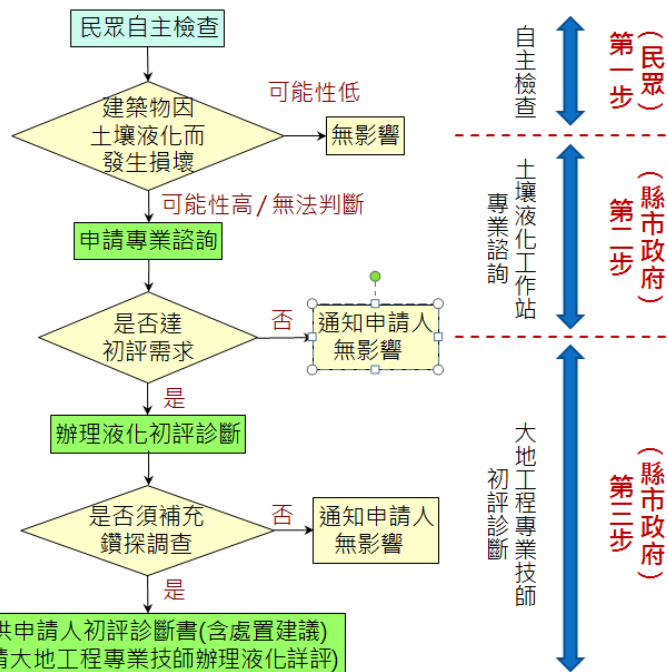 民眾自主檢查
建築物因
土壤液化而
發生損壞
可能性低
無影響
可能性高/無法判斷
申請專業諮詢
是否達
初評需求
否
通知申請人
無影響
是
辦理液化初評診斷
是否須補充
鑽探調查
否
通知申請人
無影響
是
供申請人初評診斷書(含處置建議)
請大地工程專業技師辦理液化詳評)
自主檢查
(民眾)
第一步
土壤液化工作站
專業諮詢
(縣市政府)
第二步
大地工程專業技師
初評診斷
(縣市政府)
第三步